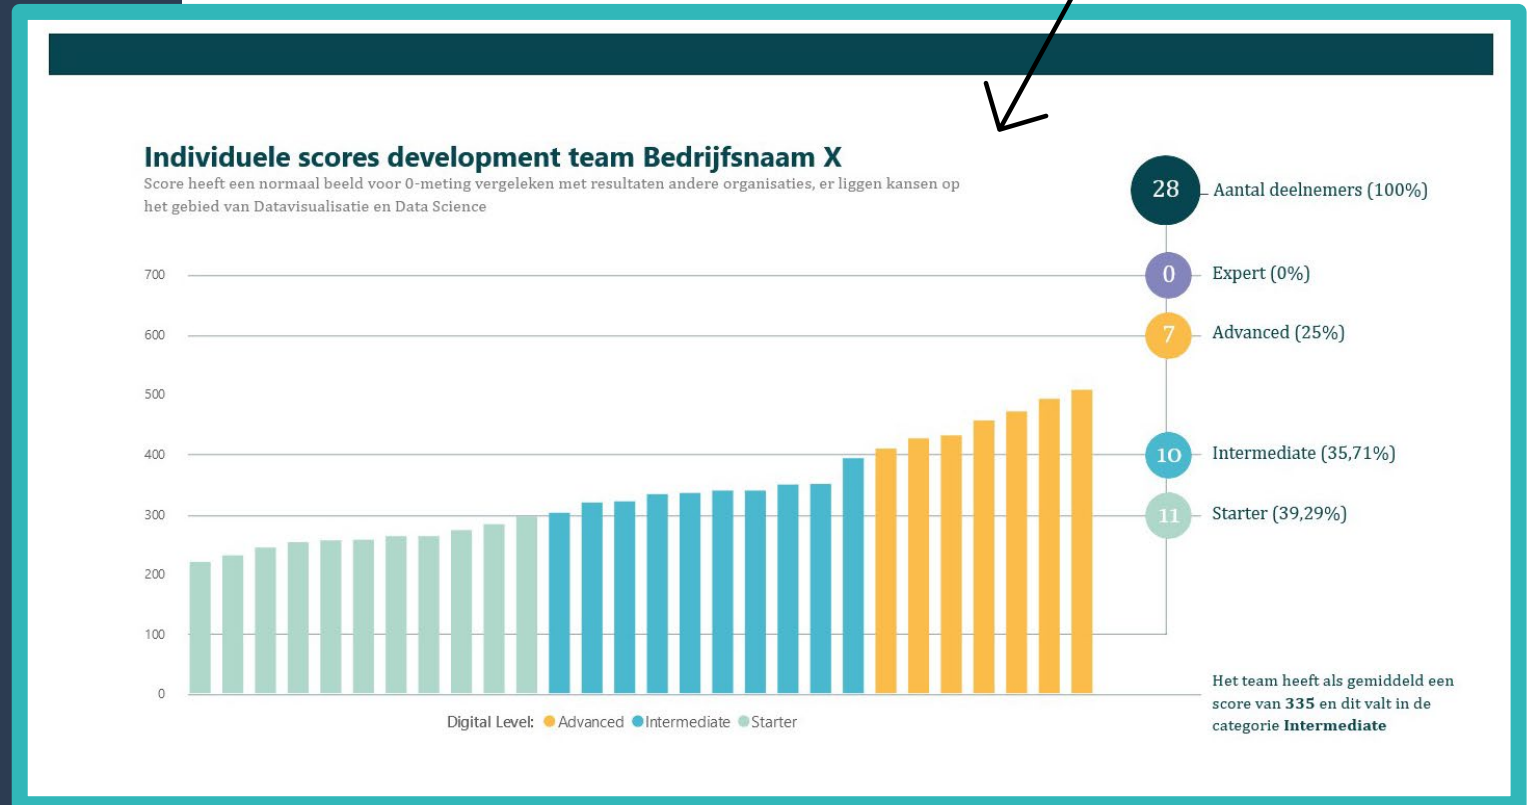 Individuele scores development team Bedrijfsnaam X
Score heeft een normaal beeld voor 0-meting vergeleken met resultaten andere organisaties, er liggen kansen op
het gebied van Datavisualisatie en Data Science
28 Aantal deelnemers (100%)
700
0 Expert (0%)
600
7 Advanced (25%)
500
400
10 Intermediate (35,71%)
300
11 Starter (39,29%)
200
100
0
Het team heeft als gemiddeld een
score van 335 en dit valt in de
categorie Intermediate
Digital Level: Advanced Intermediate Starter